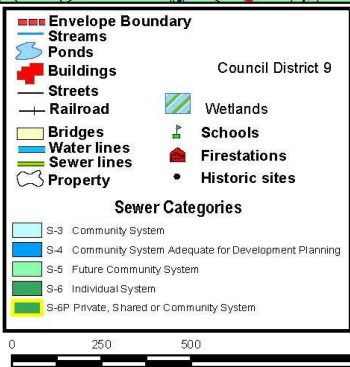 Envelope Boundary
Streams
Ponds
Buildings
Council District 9
Streets
Railroad
Wetlands
Bridges
Schools
Water lines
Sewer lines
Firestations
Property
Historic sites
Sewer Categories
S-3 Community System
S-4 Community System Adequate for Development Planning
S-5 Future Community System
S-6 Individual System
S-6P Private, Shared or Community System
0 250 500